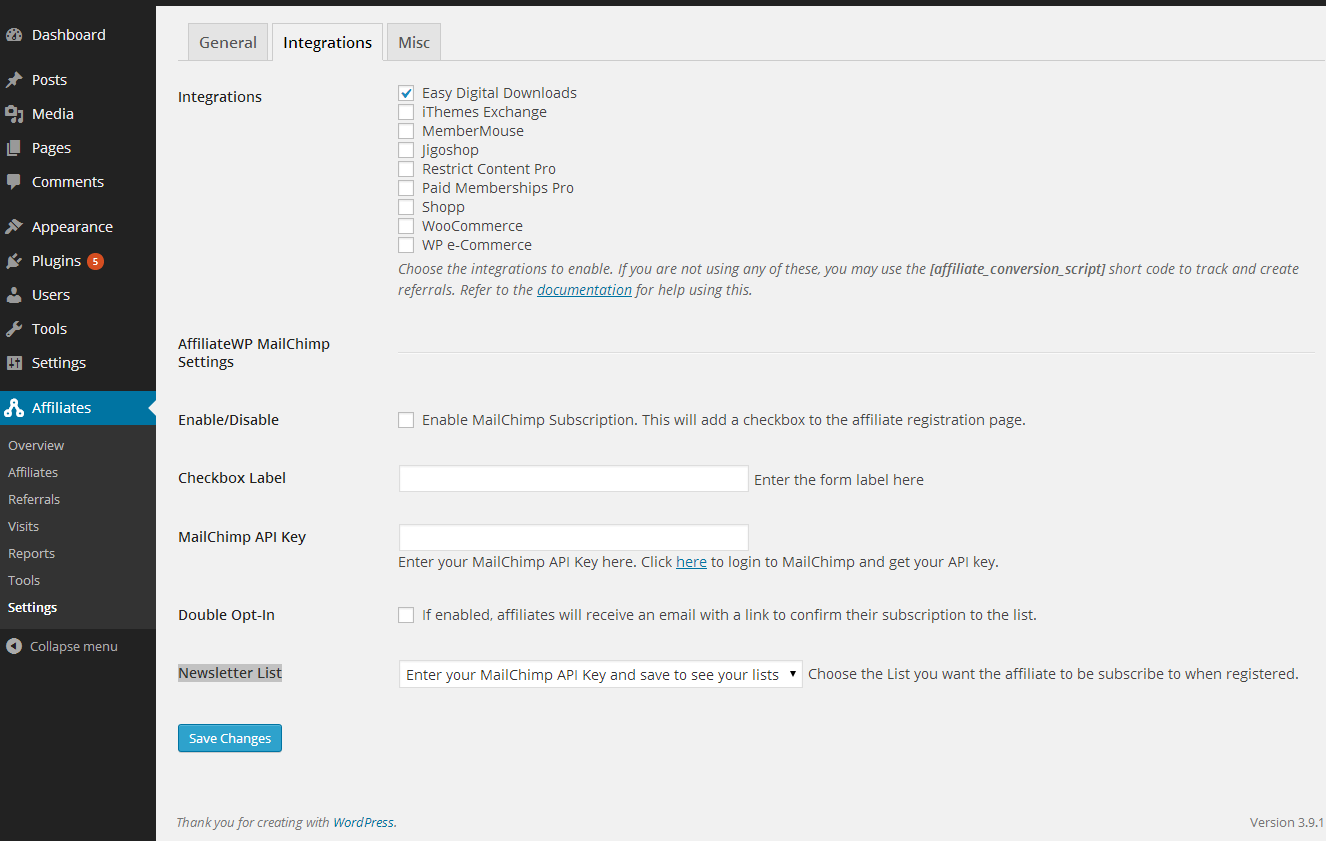 Dashboard
Posts
Media
Pages
Comments
Appearance
Plugins 5
Users
Tools
Settings
Affiliates
Overview
Affiliates
Referrals
Visits
Reports
Tools
Settings
Collapse menu
General Integrations Misc
Integrations
Easy Digital Downloads
iThemes Exchange
MemberMouse
Jigoshop
Restrict Content Pro
Paid Memberships Pro
Shopp
WooCommerce
WP e-Commerce
Choose the integrations to enable. If you are not using any of these, you may use the [affiliate_conversion_script] short code to track and create
referrals. Refer to the documentation for help using this.
AffiliateWP MailChimp
Settings
Enable/Disable Enable MailChimp Subscription. This will add a checkbox to the affiliate registration page.
Checkbox Label Enter the form label here
MailChimp API Key
Enter your MailChimp API Key here. Click here to login to MailChimp and get your API key.
Double Opt-In If enabled, affiliates will receive an email with a link to confirm their subscription to the list.
Newsletter List Enter your MailChimp API Key and save to see your lists Choose the List you want the affiliate to be subscribe to when registered.
Save Changes
Thank you for creating with WordPress. Version 3.9.1